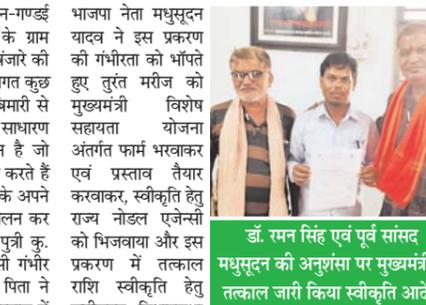 न-गण्डई
के ग्राम
ंजारे की
गत कुछ
बिमारी से
साधारण
न है जो
करते हैं
के अपने
लन कर
पुत्री कु.
सी गंभीर
पिता ने
भाजपा नेता मधुसूदन
यादव ने इस प्रकरण
की गंभीरता को भाँपते
हुए तुरंत मरीज को
मुख्यमंत्री विशेष
सहायता योजना
अंतर्गत फार्म भरवाकर
एवं प्रस्ताव तैयार
करवाकर, स्वीकृति हेतु
राज्य नोडल एजेन्सी
को भिजवाया और इस
प्रकरण में तत्काल
राशि स्वीकृति हेतु
डॉ. रमन सिंह एवं पूर्व सांसद
मधुसूदन की अनुशंसा पर मुख्यमंत्री
तत्काल जारी किया स्वीकृति आदे